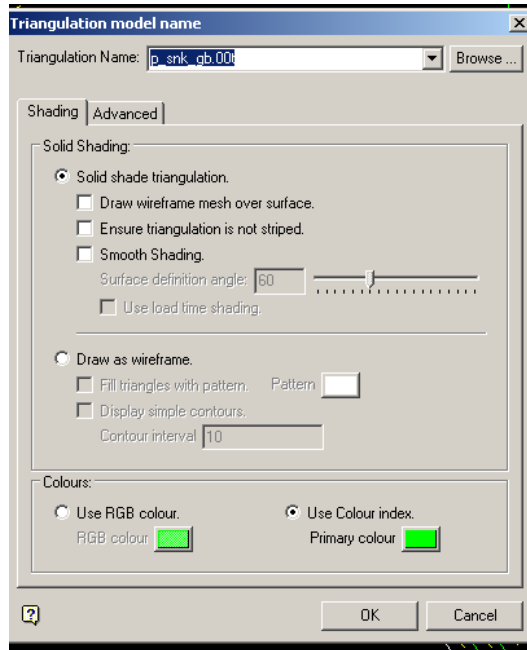 Triangulation model name
Triangulation Name: p_snk_gb.00t Browse ...
Shading Advanced
Solid Shading:
Solid shade triangulation.
Draw wireframe mesh over surface.
Ensure triangulation is not striped.
Smooth Shading.
Surface definition angle: 60
Use load time shading.
Draw as wireframe.
Fill triangles with pattern. Pattern
Display simple contours.
Contour interval 10
Colours:
Use RGB colour. Use Colour index.
RGB colour Primary colour
OK Cancel